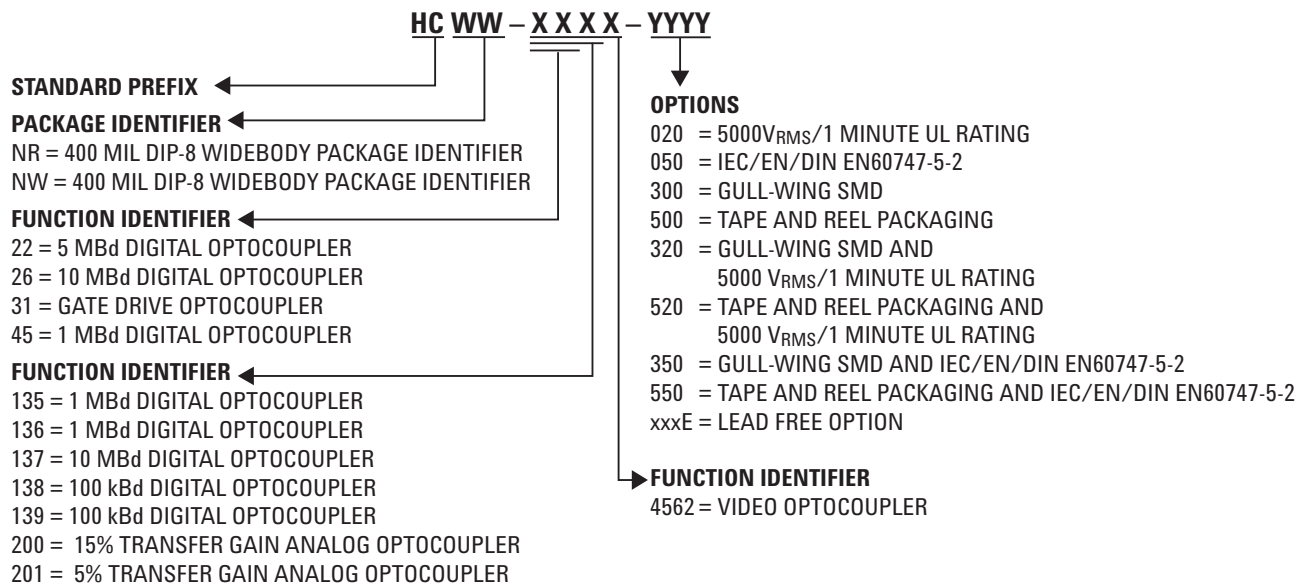 HC WW – X X X X – YYYY
STANDARD PREFIX
PACKAGE IDENTIFIER
NR = 400 MIL DIP-8 WIDEBODY PACKAGE IDENTIFIER
NW = 400 MIL DIP-8 WIDEBODY PACKAGE IDENTIFIER
FUNCTION IDENTIFIER
22 = 5 MBd DIGITAL OPTOCOUPLER
26 = 10 MBd DIGITAL OPTOCOUPLER
31 = GATE DRIVE OPTOCOUPLER
45 = 1 MBd DIGITAL OPTOCOUPLER
FUNCTION IDENTIFIER
135 = 1 MBd DIGITAL OPTOCOUPLER
136 = 1 MBd DIGITAL OPTOCOUPLER
137 = 10 MBd DIGITAL OPTOCOUPLER
138 = 100 kBd DIGITAL OPTOCOUPLER
139 = 100 kBd DIGITAL OPTOCOUPLER
200 = 15% TRANSFER GAIN ANALOG OPTOCOUPLER
201 = 5% TRANSFER GAIN ANALOG OPTOCOUPLER
OPTIONS
020 = 5000VRMS/1 MINUTE UL RATING
050 = IEC/EN/DIN EN60747-5-2
300 = GULL-WING SMD
500 = TAPE AND REEL PACKAGING
320 = GULL-WING SMD AND
5000 VRMS/1 MINUTE UL RATING
520 = TAPE AND REEL PACKAGING AND
5000 VRMS/1 MINUTE UL RATING
350 = GULL-WING SMD AND IEC/EN/DIN EN60747-5-2
550 = TAPE AND REEL PACKAGING AND IEC/EN/DIN EN60747-5-2
xxxE = LEAD FREE OPTION
FUNCTION IDENTIFIER
4562 = VIDEO OPTOCOUPLER